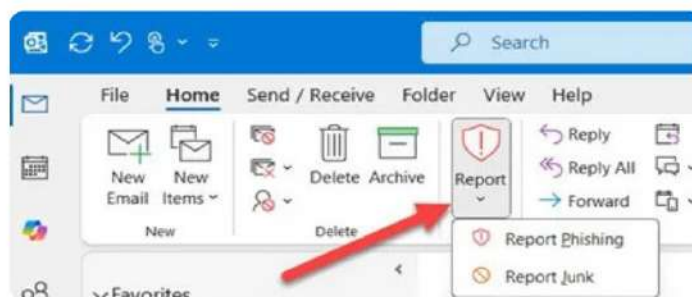 Search
File Home Send / Receive Folder View Help
New Email
New Items
Delete
Archive
Report
Reply
Reply All
Forward
New
Delete
Report Phishing
Report Junk
Favorites